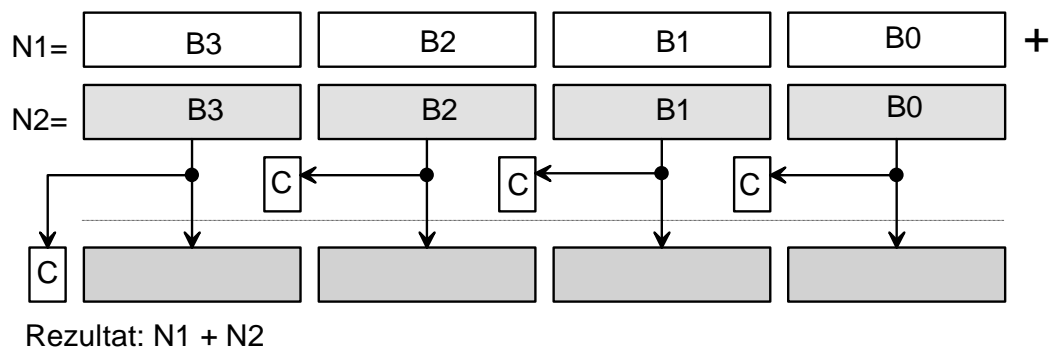 N1= B3 B2 B1 B0 +
N2= B3 B2 B1 B0
C C C
C
Rezultat: N1 + N2